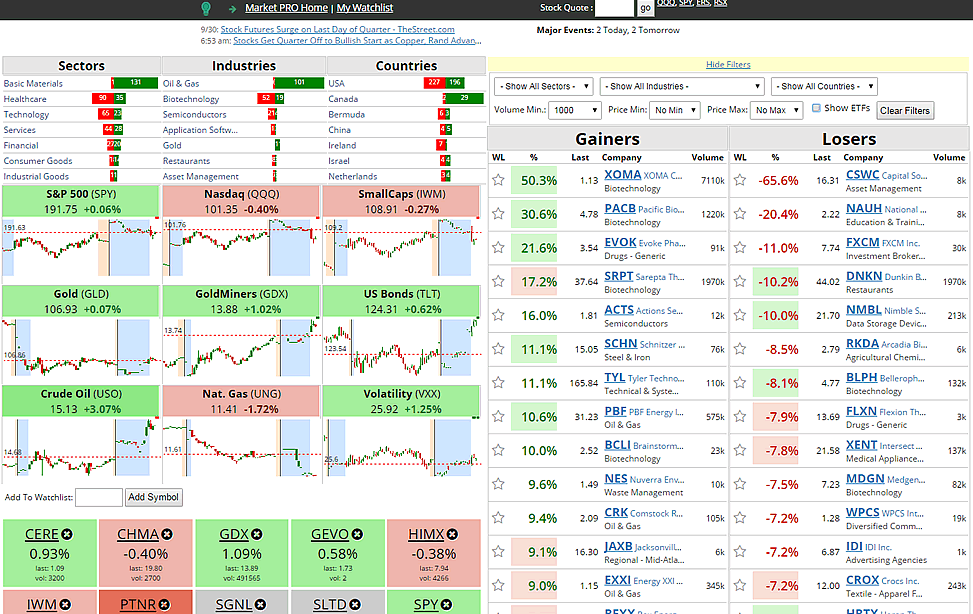 Market PRO Home | My Watchlist
Stock Quote : go QQQ, SPY, ERS, RSX
9/30: Stock Futures Surge on Last Day of Quarter - TheStreet.com
6:53 am: Stocks Get Quarter Off to Bullish Start as Copper, Rand Advan...
Major Events: 2 Today, 2 Tomorrow
Sectors Industries Countries
Basic Materials 131 Oil & Gas 101 USA 227 196
Healthcare 90 35 Biotechnology 52 19 Canada 29
Technology 65 23 Semiconductors Bermuda
Services 44 28 Application Softw... China
Financial 27 20 Gold Ireland
Consumer Goods Restaurants Israel
Industrial Goods Asset Management Netherlands
S&P 500 (SPY) Nasdaq (QQQ) SmallCaps (IWM)
191.75 +0.06% 101.35 -0.40% 108.91 -0.27%
191.63 101.76 109.2
Gold (GLD) GoldMiners (GDX) US Bonds (TLT)
106.93 +0.07% 13.88 +1.02% 124.31 +0.62%
106.86 13.74 123.54
Crude Oil (USO) Nat. Gas (UNG) Volatility (VXX)
15.13 +3.07% 11.41 -1.72% 25.92 +1.25%
14.68 11.61 25.6
Add To Watchlist: Add Symbol
CERE CHMA GDX GEVO HIMX
0.93% -0.40% 1.09% 0.58% -0.38%
last: 1.09 last: 19.80 last: 13.89 last: 1.73 last: 7.94
vol: 3200 vol: 2700 vol: 491565 vol: 2 vol: 4266
IWM PTNR SGNL SLTD SPY
Hide Filters
- Show All Sectors - - Show All Industries - - Show All Countries -
Volume Min.: 1000 Price Min: No Min Price Max: No Max Show ETFs Clear Filters
Gainers
WL % Last Company Volume
50.3% 1.13 XOMA XOMA C... 7110k
Biotechnology
30.6% 4.78 PACB Pacific Bio... 1220k
Biotechnology
21.6% 3.54 EVOK Evoke Pha... 91k
Drugs - Generic
17.2% 37.64 SRPT Sarepta Th... 1970k
Biotechnology
16.0% 1.81 ACTS Actions Se... 12k
Semiconductors
11.1% 15.05 SCHN Schnitzer ... 76k
Steel & Iron
11.1% 165.84 TYL Tyler Techno... 110k
Technical & Syste...
10.6% 31.23 PBF PBF Energy I... 575k
Oil & Gas
10.0% 2.52 BCLI Brainstorm... 23k
Biotechnology
9.6% 1.49 NES Nuverra Env... 10k
Waste Management
9.4% 2.09 CRK Comstock R... 105k
Oil & Gas
9.1% 16.30 JAXB Jacksonvill... 6k
Regional - Mid-Atla...
9.0% 1.15 EXXI Energy XXI ... 345k
Oil & Gas
Losers
WL % Last Company Volume
-65.6% 16.31 CSWC Capital So... 8k
Asset Management
-20.4% 2.22 NAUH National ... 8k
Education & Traini...
-11.0% 7.74 FXCM FXCM Inc. 30k
Investment Broker...
-10.2% 44.02 DNKN Dunkin B... 1970k
Restaurants
-10.0% 21.70 NMBL Nimble S... 213k
Data Storage Devic...
-8.5% 2.79 RKDA Arcadia Bi... 6k
Agricultural Chemi...
-8.1% 4.77 BLPH Belleroph... 132k
Biotechnology
-7.9% 13.69 FLXN Flexion Th... 3k
Drugs - Generic
-7.8% 21.58 XENT Intersect ... 137k
Medical Appliance...
-7.5% 7.23 MDGN Medgen... 82k
Biotechnology
-7.2% 1.28 WPCS WPCS Int... 19k
Diversified Comm...
-7.2% 6.87 IDI IDI Inc. 1k
Advertising Agencies
-7.2% 12.00 CROX Crocs Inc. 243k
Textile - Apparel F...